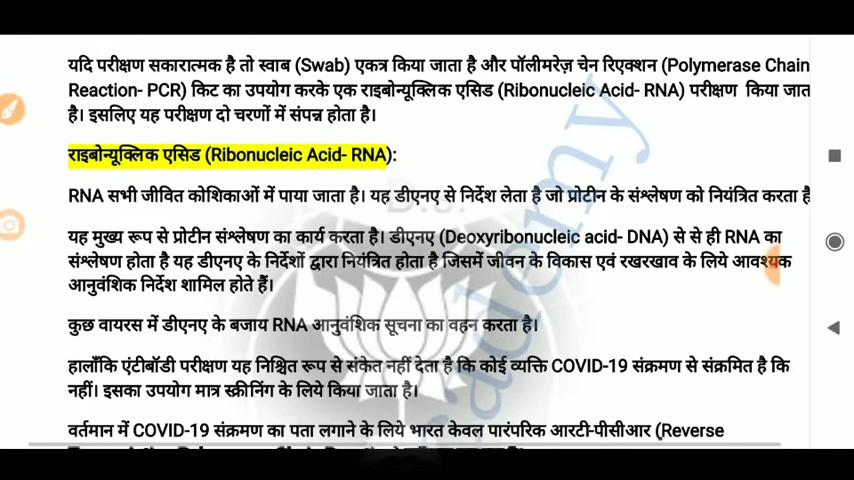 यदि परीक्षण सकारात्मक है तो स्वाब (Swab) एकत्र किया जाता है और पॉलीमरेज़ चेन रिएक्शन (Polymerase Chain
Reaction- PCR) किट का उपयोग करके एक राइबोन्यूक्लिक एसिड (Ribonucleic Acid- RNA) परीक्षण किया जात
है। इसलिए यह परीक्षण दो चरणों में संपन्न होता है।
राइबोन्यूक्लिक एसिड (Ribonucleic Acid- RNA):
RNA सभी जीवित कोशिकाओं में पाया जाता है। यह डीएनए से निर्देश लेता है जो प्रोटीन के संश्लेषण को नियंत्रित करता है
यह मुख्य रूप से प्रोटीन संश्लेषण का कार्य करता है। डीएनए (Deoxyribonucleic acid- DNA) से से ही RNA का
संश्लेषण होता है यह डीएनए के निर्देशों द्वारा नियंत्रित होता है जिसमें जीवन के विकास एवं रखरखाव के लिये आवश्यक
आनुवंशिक निर्देश शामिल होते हैं।
कुछ वायरस में डीएनए के बजाय RNA आनुवंशिक सूचना का वहन करता है।
हालाँकि एंटीबॉडी परीक्षण यह निश्चित रूप से संकेत नहीं देता है कि कोई व्यक्ति COVID-19 संक्रमण से संक्रमित है कि
नहीं। इसका उपयोग मात्र स्क्रीनिंग के लिये किया जाता है।
वर्तमान में COVID-19 संक्रमण का पता लगाने के लिये भारत केवल पारंपरिक आरटी-पीसीआर (Reverse